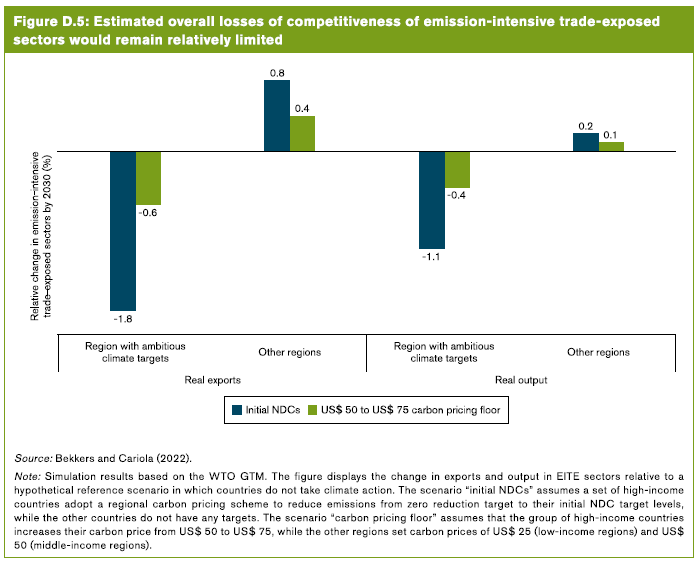 Figure D.5: Estimated overall losses of competitiveness of emission-intensive trade-exposed
sectors would remain relatively limited
Relative change in emission-intensive
trade-exposed sectors by 2030 (%)
0.8
0.4
0.2
0.1
-0.6
-0.4
-1.1
-1.8
Region with ambitious
climate targets
Other regions
Region with ambitious
climate targets
Other regions
Real exports
Real output
Initial NDCs
US$ 50 to US$ 75 carbon pricing floor
Source: Bekkers and Cariola (2022).
Note: Simulation results based on the WTO GTM. The figure displays the change in exports and output in EITE sectors relative to a
hypothetical reference scenario in which countries do not take climate action. The scenario “initial NDCs” assumes a set of high-income
countries adopt a regional carbon pricing scheme to reduce emissions from zero reduction target to their initial NDC target levels,
while the other countries do not have any targets. The scenario “carbon pricing floor” assumes that the group of high-income countries
increases their carbon price from US$ 50 to US$ 75, while the other regions set carbon prices of US$ 25 (low-income regions) and US$
50 (middle-income regions).